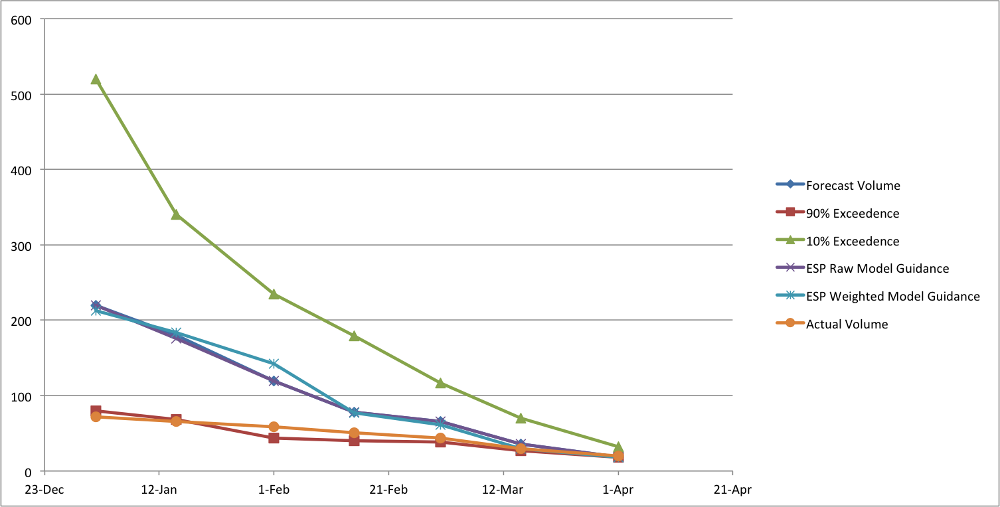 600
500
400
300
200
100
0
23-Dec 12-Jan 1-Feb 21-Feb 12-Mar 1-Apr 21-Apr
Forecast Volume
90% Exceedence
10% Exceedence
ESP Raw Model Guidance
ESP Weighted Model Guidance
Actual Volume